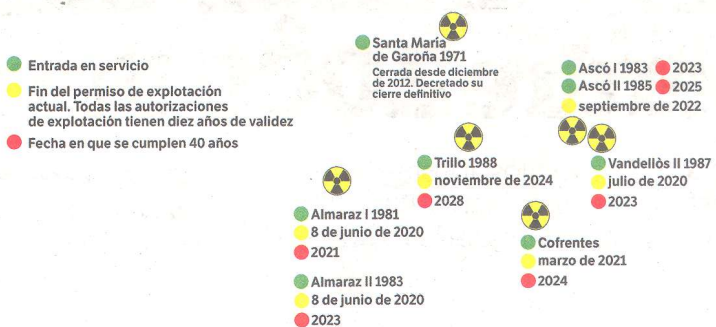 Entrada en servicio
Fin del permiso de explotación
actual. Todas las autorizaciones
de explotación tienen diez años de validez
Fecha en que se cumplen 40 años
Santa María
de Garoña 1971
Cerrada desde diciembre
de 2012. Decretado su
cierre definitivo
Ascó I 1983 2023
Ascó II 1985 2025
septiembre de 2022
Trillo 1988
noviembre de 2024
2028
Vandellòs II 1987
julio de 2020
2023
Almaraz I 1981
8 de junio de 2020
2021
Almaraz II 1983
8 de junio de 2020
2023
Cofrentes
marzo de 2021
2024